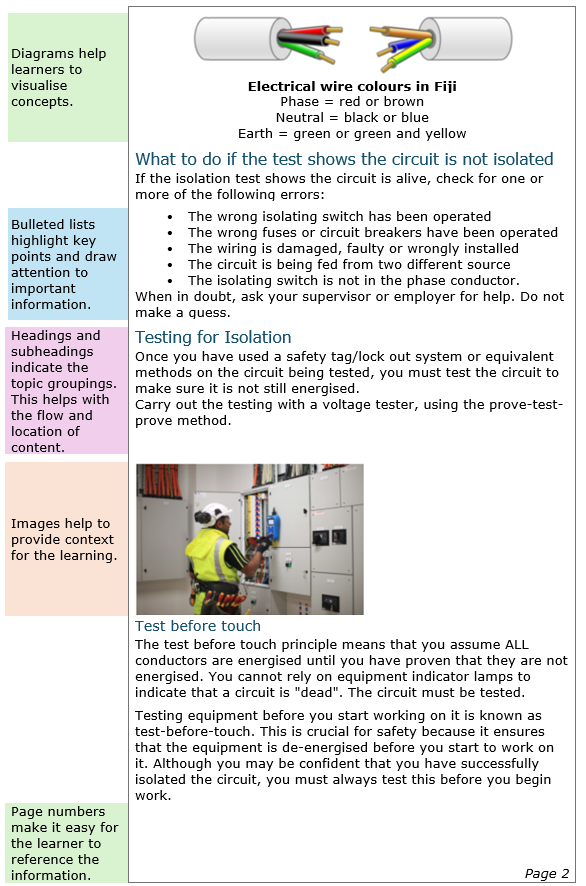 Diagrams help
learners to
visualise
concepts.
Electrical wire colours in Fiji
Phase = red or brown
Neutral = black or blue
Earth = green or green and yellow
What to do if the test shows the circuit is not isolated
If the isolation test shows the circuit is alive, check for one or
more of the following errors:
Bulleted lists
highlight key
points and draw
attention to
important
information.
• The wrong isolating switch has been operated
• The wrong fuses or circuit breakers have been operated
• The wiring is damaged, faulty or wrongly installed
• The circuit is being fed from two different source
• The isolating switch is not in the phase conductor.
When in doubt, ask your supervisor or employer for help. Do not
make a guess.
Headings and
subheadings
indicate the
topic groupings.
This helps with
the flow and
location of
content.
Testing for Isolation
Once you have used a safety tag/lock out system or equivalent
methods on the circuit being tested, you must test the circuit to
make sure it is not still energised.
Carry out the testing with a voltage tester, using the prove-test-
prove method.
Images help to
provide context
for the learning.
Test before touch
The test before touch principle means that you assume ALL
conductors are energised until you have proven that they are not
energised. You cannot rely on equipment indicator lamps to
indicate that a circuit is "dead". The circuit must be tested.
Testing equipment before you start working on it is known as
test-before-touch. This is crucial for safety because it ensures
that the equipment is de-energised before you start to work on
it. Although you may be confident that you have successfully
isolated the circuit, you must always test this before you begin
work.
Page numbers
make it easy for
the learner to
reference the
information.
Page 2